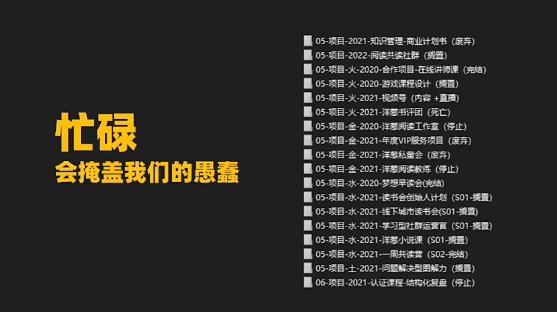 忙碌
会掩盖我们的愚蠢
05-项目-2021-知识管理-商业计划书（废弃）
05-项目-2022-阅读共读社群（搁置）
05-项目-火-2020-合作项目-在线讲师课（完结）
05-项目-火-2020-游戏课程设计（搁置）
05-项目-火-2021-视频号（内容 +直播）
05-项目-火-2021-洋葱书评团（死亡）
05-项目-金-2020-洋葱阅读工作室（停止）
05-项目-金-2021-年度VIP服务项目（废弃）
05-项目-金-2021-洋葱私董会（废弃）
05-项目-金-2021-洋葱阅读教练（停止）
05-项目-水-2020-梦想早读会(完结)
05-项目-水-2021-读书会创始人计划（S01-搁置）
05-项目-水-2021-线下城市读书会(S01-搁置)
05-项目-水-2021-学习型社群运营官（S01-搁置）
05-项目-水-2021-洋葱小说课（S01-搁置）
05-项目-水-2021-一周共读营（S02-完结）
05-项目-土-2021-问题解决型图解力（搁置）
06-项目-2021-认证课程-结构化复盘（停止）